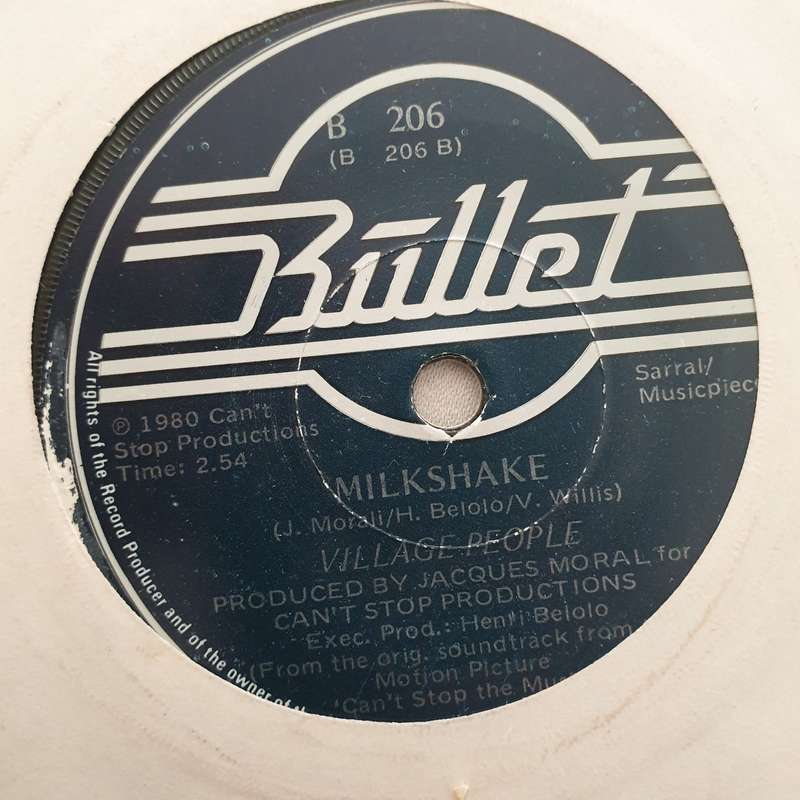 B 206
(B 206 B)
Bullet
Sarral/
Musicpiec
℗ 1980 Can't
Stop Productions
Time: 2.54
MILKSHAKE
(J. Morali/H. Belolo/V. Willis)
VILLAGE PEOPLE
PRODUCED BY JACQUES MORAL for
CAN'T STOP PRODUCTIONS
Exec. Prod.: Henri Belolo
(From the orig. soundtrack from
Motion Picture
'Can't Stop the Mu
All rights of the Record Producer and of the owner of